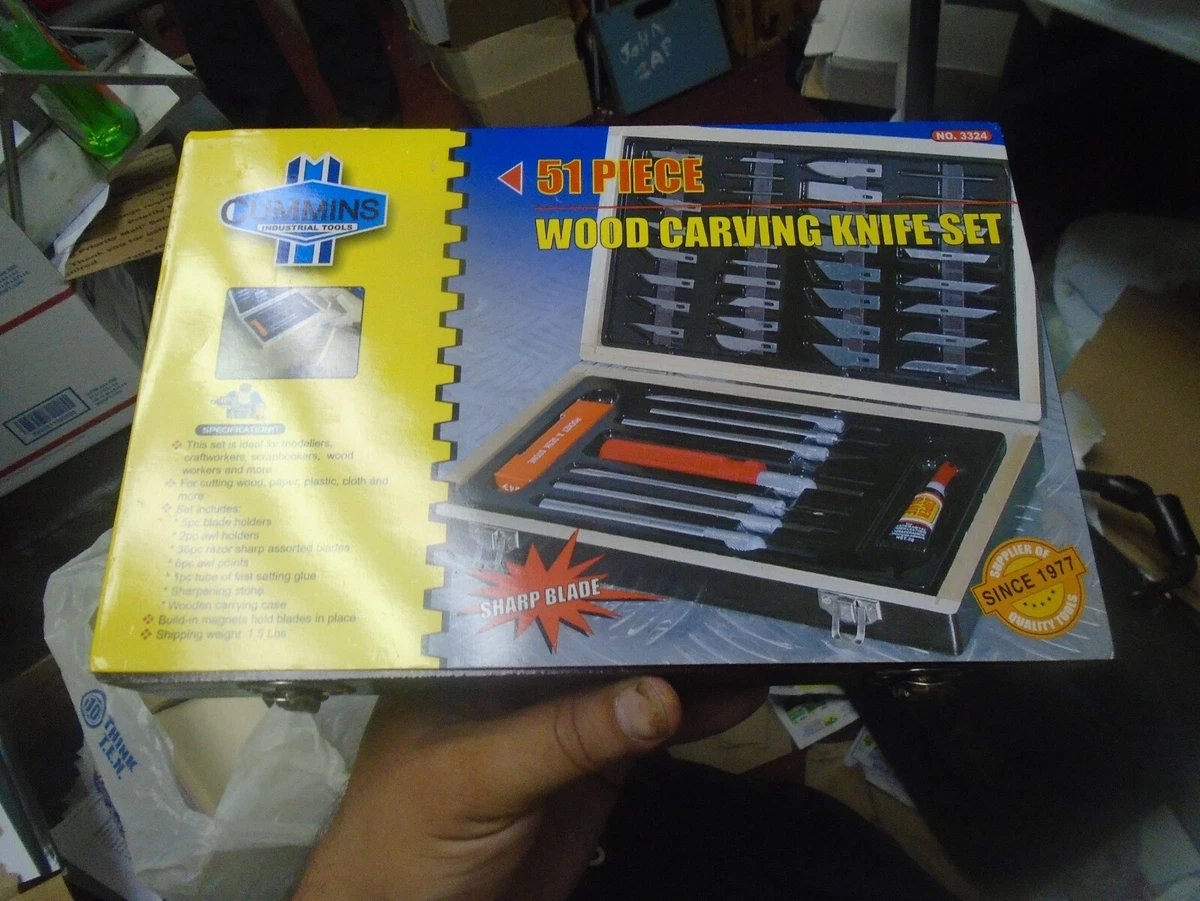 NO. 3324
51 PIECE
WOOD CARVING KNIFE SET
CUMMINS
INDUSTRIAL TOOLS
SPECIFICATIONS
This set is ideal for modellers,
craftworkers, scrapbookers, wood
workers and more
For cutting wood, paper, plastic, cloth and
more
Set includes:
* 5pc blade holders
* 2pc awl holders
* 36pc razor sharp assorted blades
* 6pc awl points
* 1pc tube of fast setting glue
* Sharpening stone
* Wooden carrying case
Build-in magnets hold blades in place
Shipping weight: 1.5 Lbs
SHARP BLADE
SUPPLIER OF
SINCE 1977
QUALITY TOOLS
John
THINK
T.E.N.
10